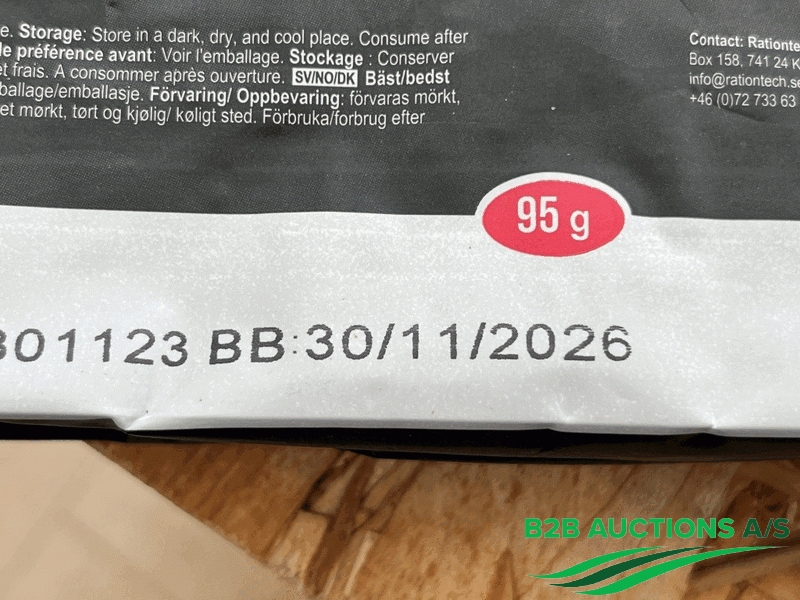 e. Storage: Store in a dark, dry, and cool place. Consume after
le préférence avant: Voir l'emballage. Stockage : Conserver
et frais. A consommer après ouverture. SV/NO/DK Bäst/bedst
ballage/emballasje. Förvaring/ Oppbevaring: förvaras mörkt,
et mørkt, tørt og kjølig/ køligt sted. Förbruka/forbrug efter
Contact: Rationte
Box 158, 741 24 K
info@rationtech.se
+46 (0)72 733 63
95 g
301123 BB:30/11/2026
B2B AUCTIONS A/S